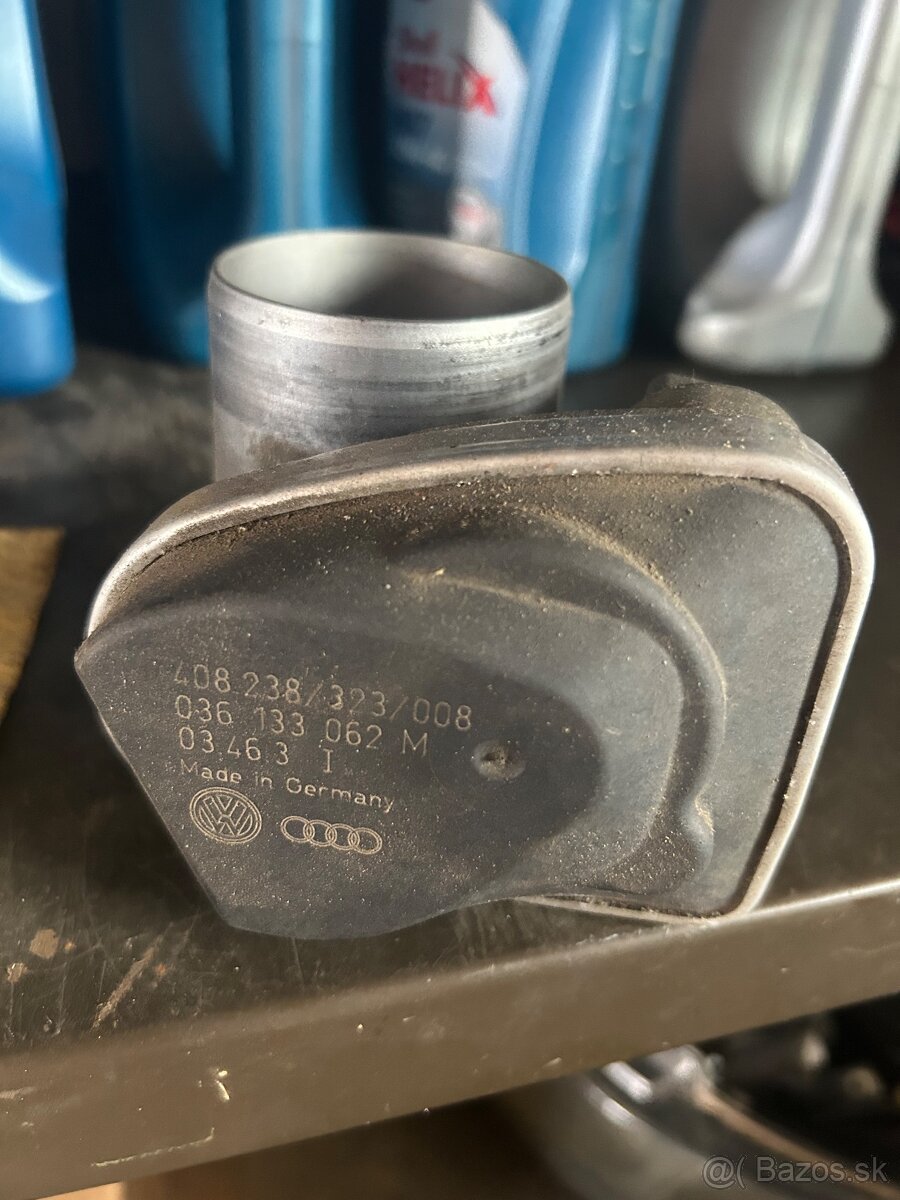 HELIX
408.238/323/008
036 133 062 M
03.46.3 I
Made in Germany
@( Bazos.sk